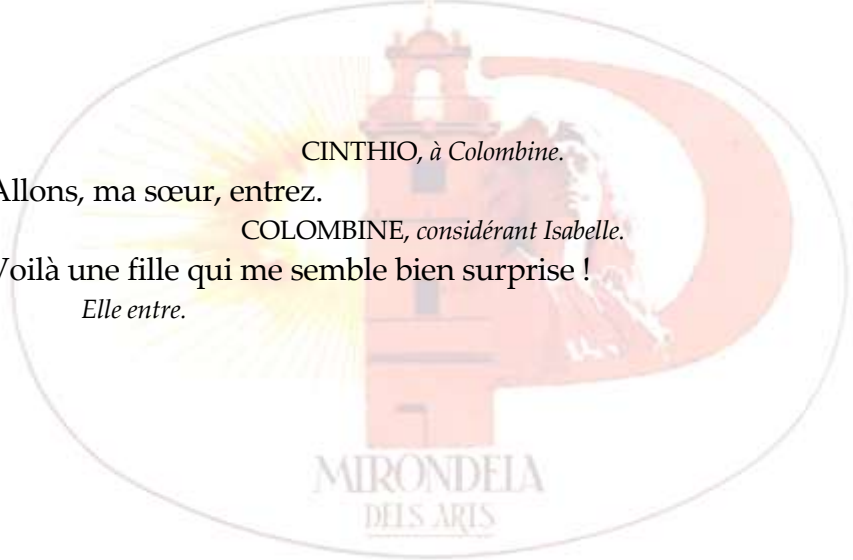 CINTHIO, à Colombine.
Allons, ma sœur, entrez.
COLOMBINE, considérant Isabelle.
Voilà une fille qui me semble bien surprise !
Elle entre.
MIRONDELA
DELS ARTS